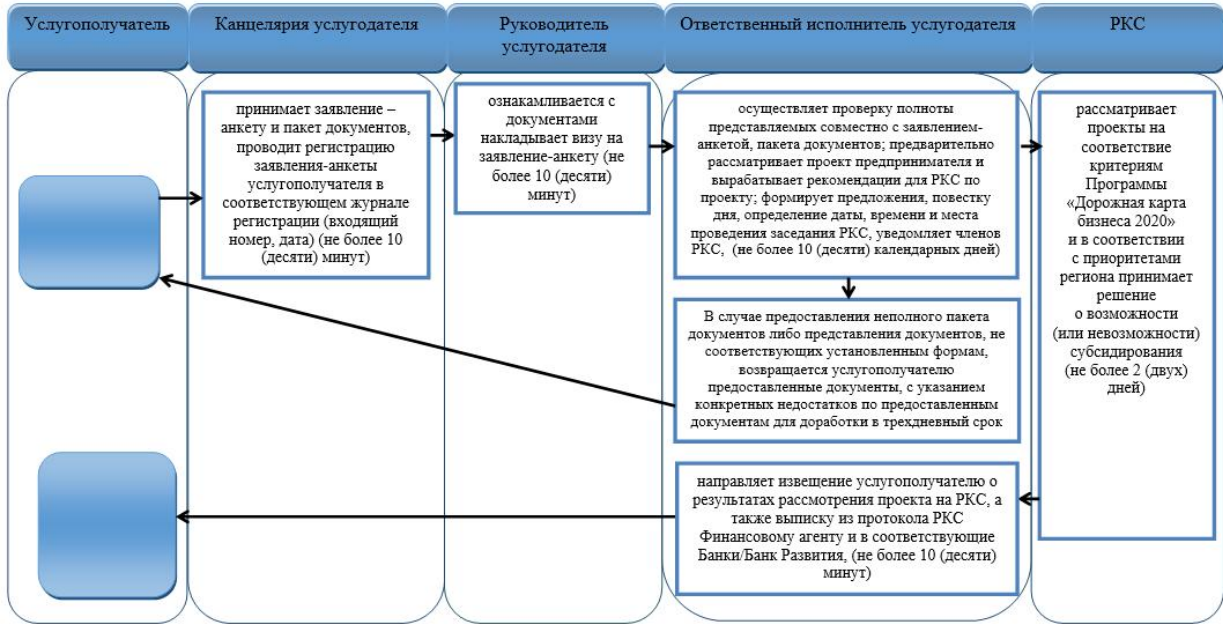 Услугополучатель
Канцелярия услугодателя
Руководитель
услугодателя
Ответственный исполнитель услугодателя
РКС
принимает заявление –
анкету и пакет документов,
проводит регистрацию
заявления-анкеты
услугополучателя в
соответствующем журнале
регистрации (входящий
номер, дата) (не более 10
(десяти) минут)
ознакамливается с
документами
накладывает визу на
заявление-анкету (не
более 10 (десяти)
минут)
осуществляет проверку полноты
представляемых совместно с заявлением-
анкетой, пакета документов; предварительно
рассматривает проект предпринимателя и
вырабатывает рекомендации для РКС по
проекту; формирует предложения, повестку
дня, определение даты, времени и места
проведения заседания РКС, уведомляет членов
РКС, (не более 10 (десяти) календарных дней)
рассматривает
проекты на
соответствие
критериям
Программы
«Дорожная карта
бизнеса 2020»
и в соответствии
с приоритетами
региона принимает
решение
о возможности
(или невозможности)
субсидирования
(не более 2 (двух)
дней)
В случае предоставления неполного пакета
документов либо представления документов, не
соответствующих установленным формам,
возвращается услугополучателю
предоставленные документы, с указанием
конкретных недостатков по предоставленным
документам для доработки в трехдневный срок
направляет извещение услугополучателю о
результатах рассмотрения проекта на РКС, а
также выписку из протокола РКС
Финансовому агенту и в соответствующие
Банки/Банк Развития, (не более 10 (десяти)
минут)